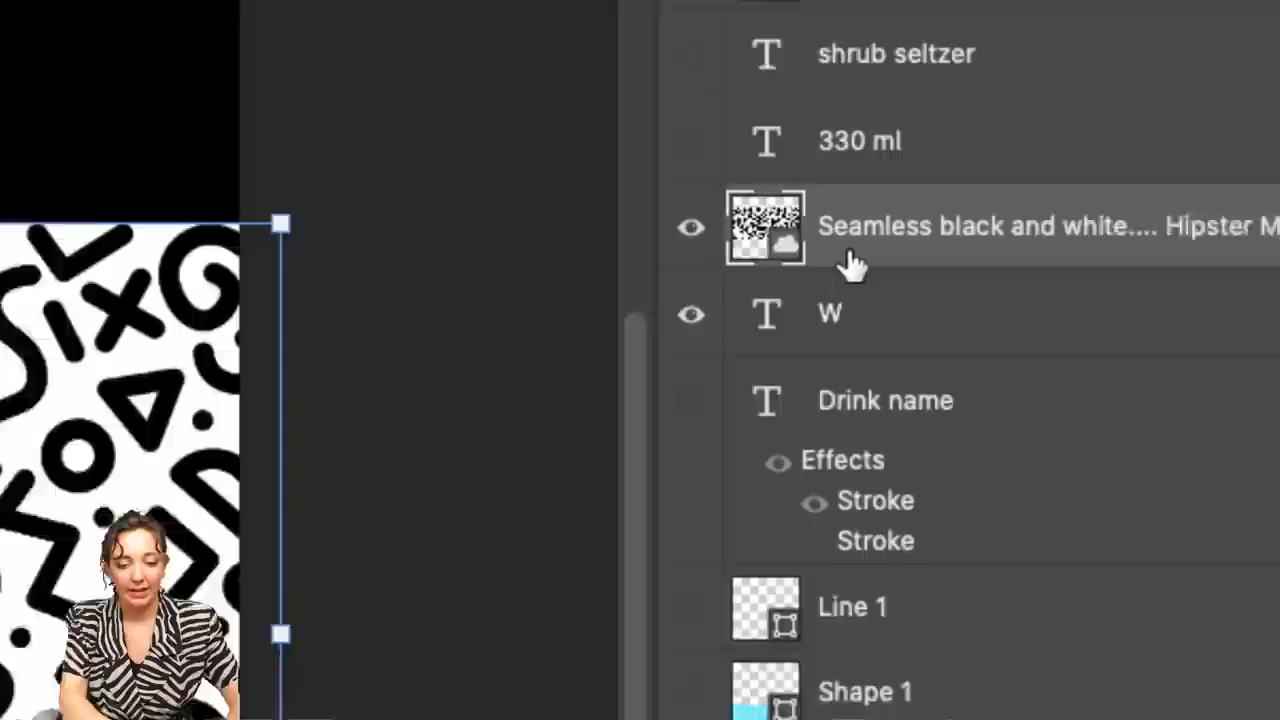 shrub seltzer
330 ml
Seamless black and white.... Hipster M
W
Drink name
Effects
Stroke
Stroke
Line 1
Shape 1